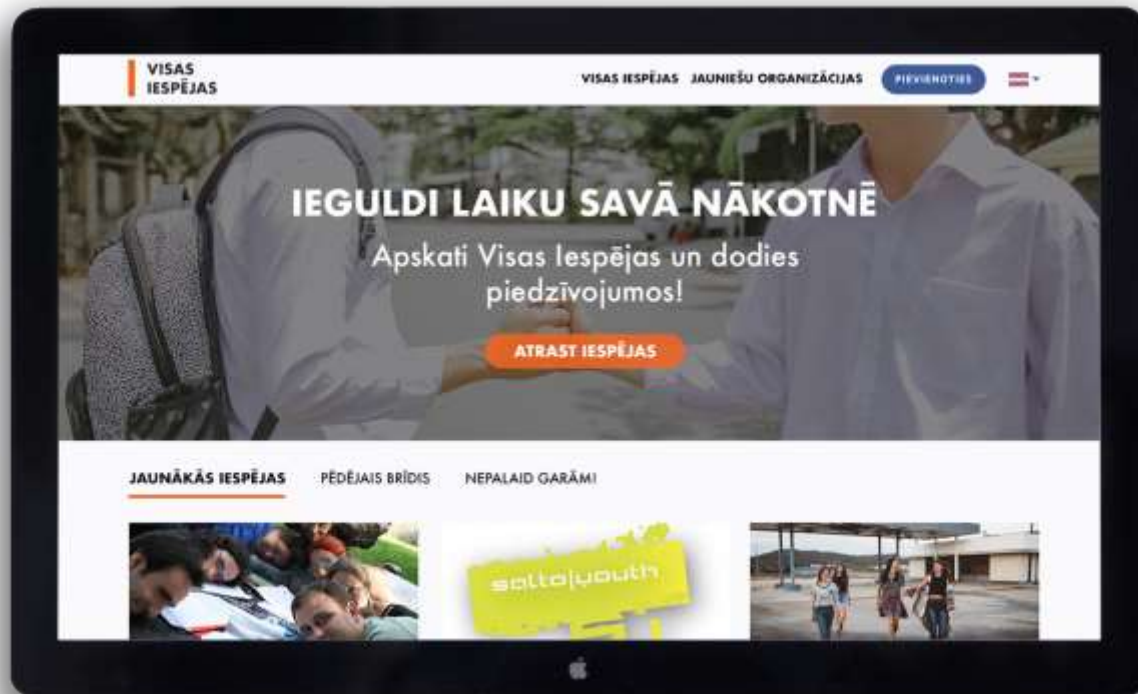 VISAS
IESPĒJAS
VISAS IESPĒJAS JAUNIEŠU ORGANIZĀCIJAS PIEVIENOTIES
IEGULDI LAIKU SAVĀ NĀKOTNĒ
Apskati Visas Iespējas un dodies
piedzīvojumos!
ATRAST IESPĒJAS
JAUNĀKĀS IESPĒJAS PĒDĒJAIS BRĪDIS NEPALAID GARĀM!
salto|youth